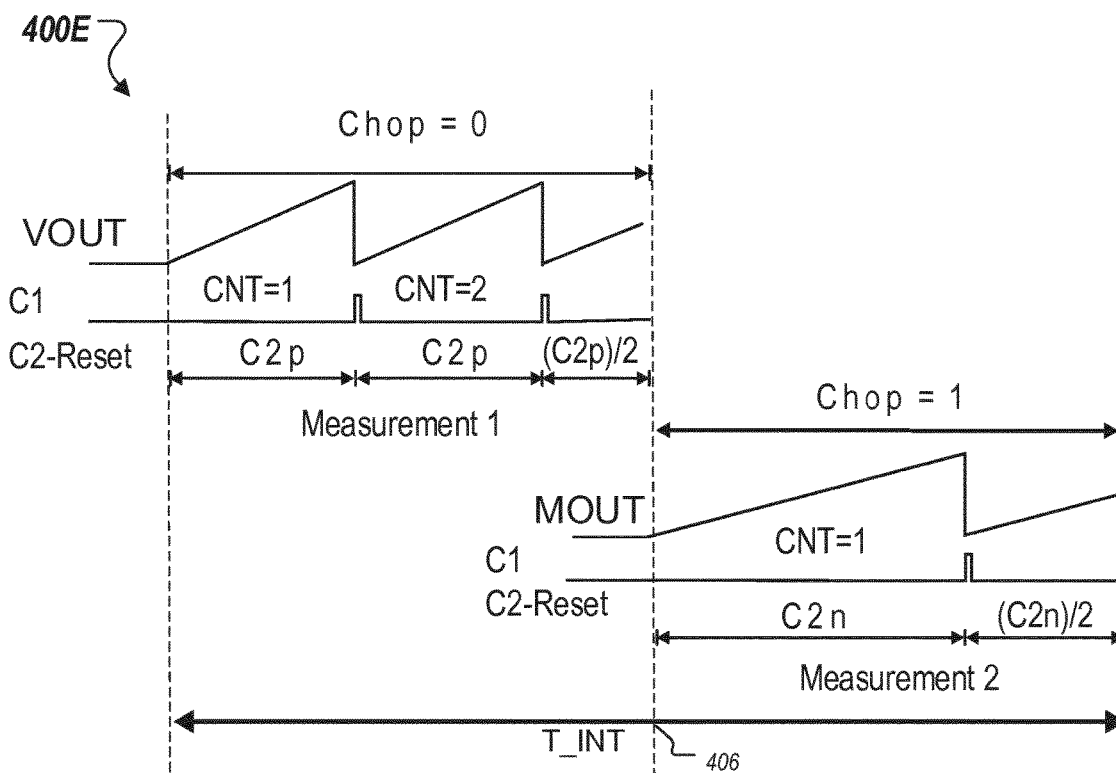 400E
Chop = 0
VOUT
CNT=1 CNT=2
C1
C2-Reset
C2p C2p (C2p)/2
Measurement 1
Chop = 1
MOUT
CNT=1
C1
C2-Reset
C2n (C2n)/2
Measurement 2
T_INT
406